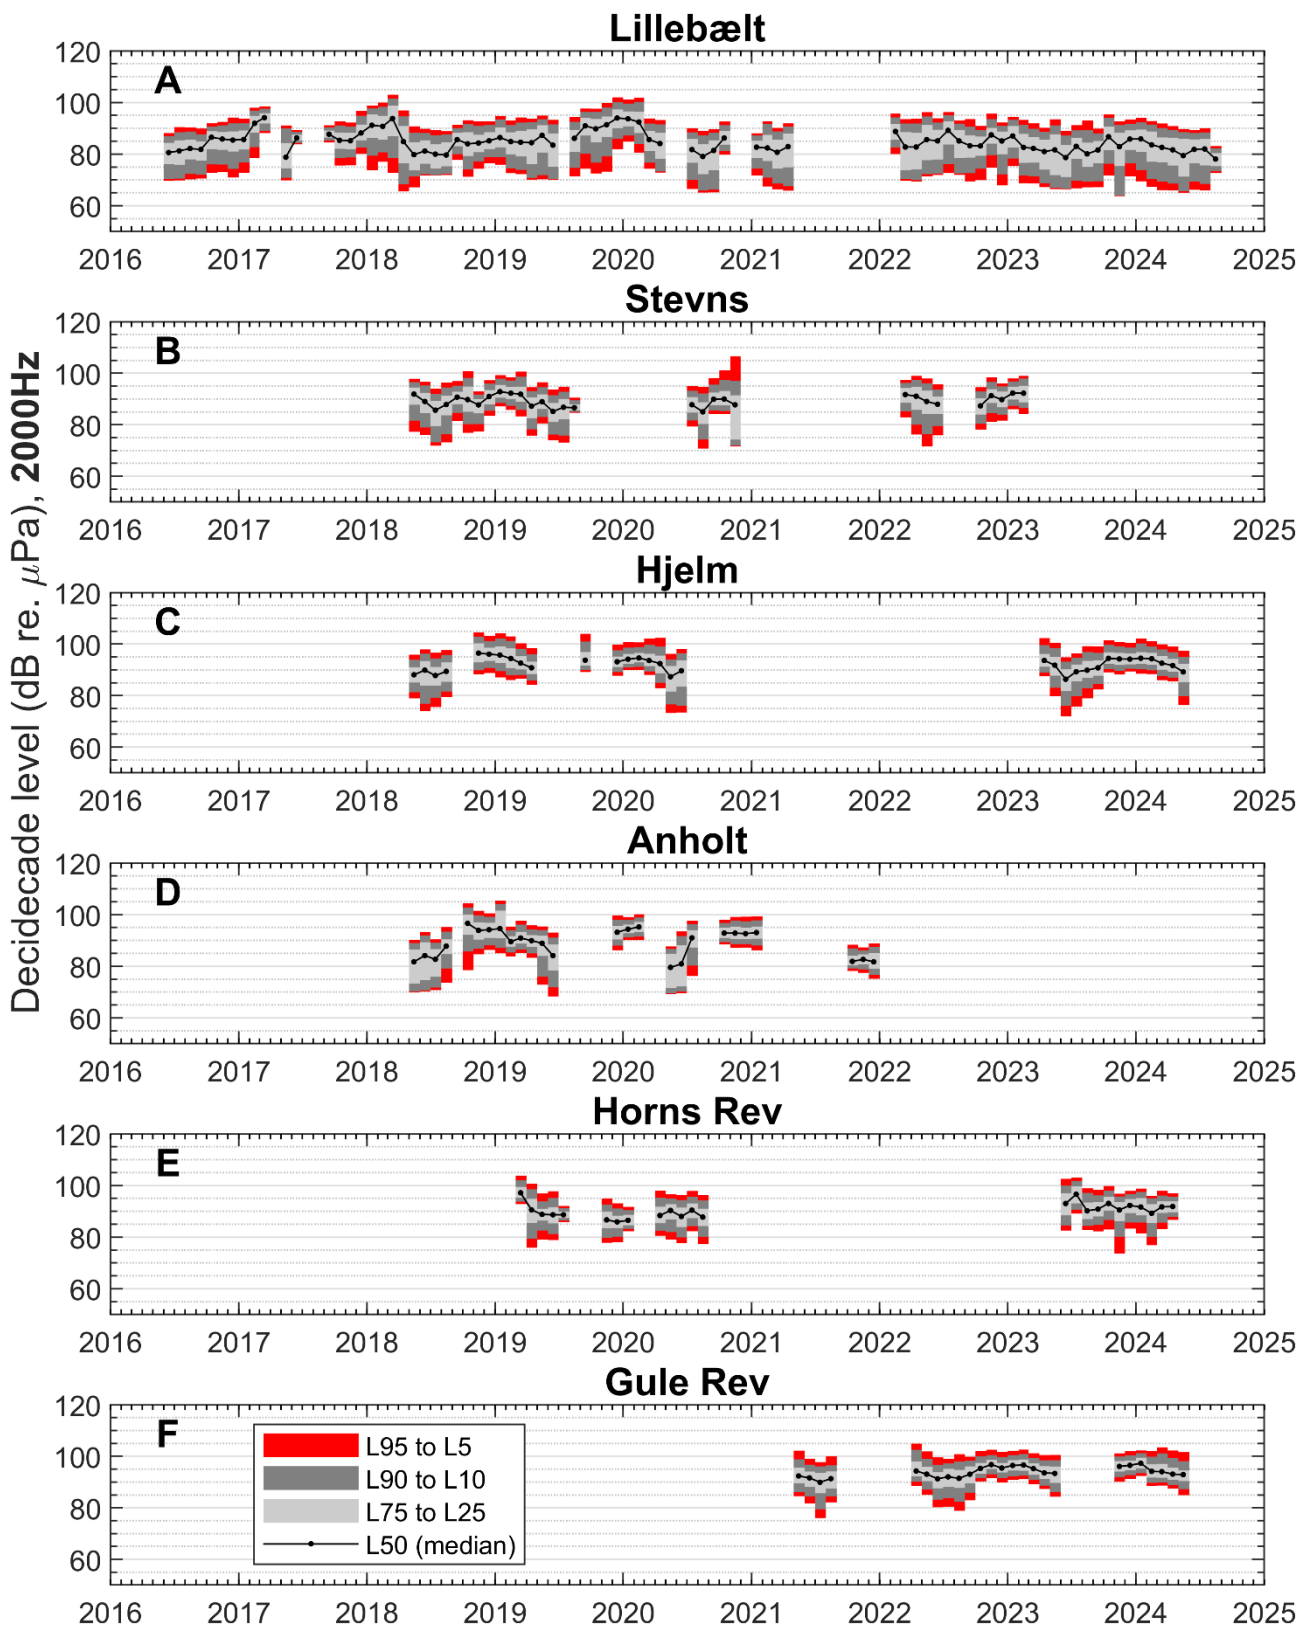 Decidecade level (dB re. μPa), 2000Hz
Lillebælt
A
120
100
80
60
2016 2017 2018 2019 2020 2021 2022 2023 2024 2025
Stevns
B
120
100
80
60
2016 2017 2018 2019 2020 2021 2022 2023 2024 2025
Hjelm
C
120
100
80
60
2016 2017 2018 2019 2020 2021 2022 2023 2024 2025
Anholt
D
120
100
80
60
2016 2017 2018 2019 2020 2021 2022 2023 2024 2025
Horns Rev
E
120
100
80
60
2016 2017 2018 2019 2020 2021 2022 2023 2024 2025
Gule Rev
F
120
100
80
60
L95 to L5
L90 to L10
L75 to L25
L50 (median)
2016 2017 2018 2019 2020 2021 2022 2023 2024 2025